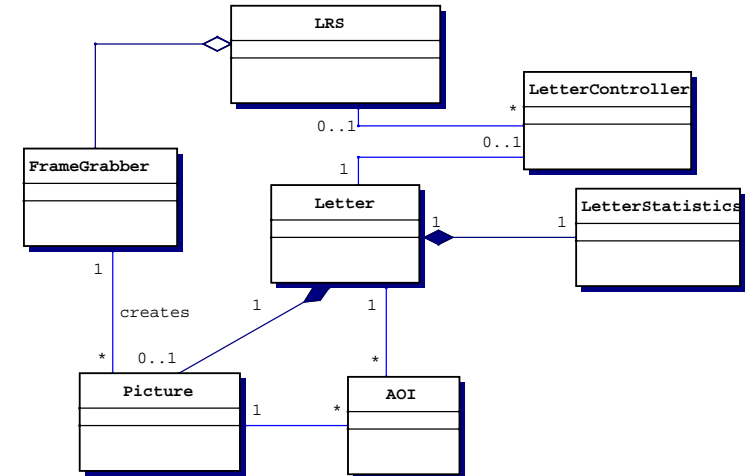 LRS
LetterController
*
0..1
0..1
FrameGrabber
1
Letter
LetterStatistics
1
1
1
creates
1
1
*
0..1
*
Picture
AOI
1
*